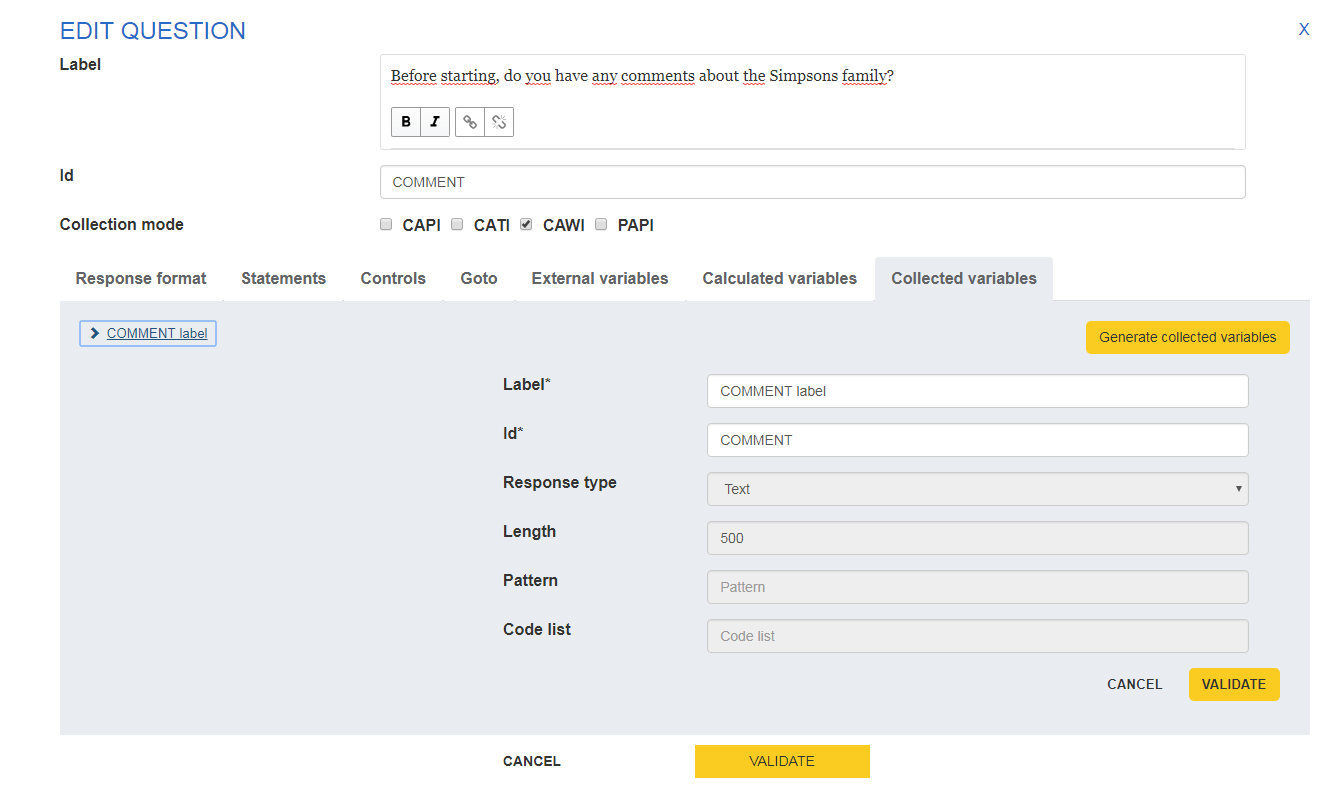 EDIT QUESTION X
Label
Before starting, do you have any comments about the Simpsons family?
B I
Id COMMENT
Collection mode CAPI CATI CAWI PAPI
Response format Statements Controls Goto External variables Calculated variables Collected variables
COMMENT label Generate collected variables
Label* COMMENT label
Id* COMMENT
Response type Text
Length 500
Pattern Pattern
Code list Code list
CANCEL VALIDATE
CANCEL VALIDATE